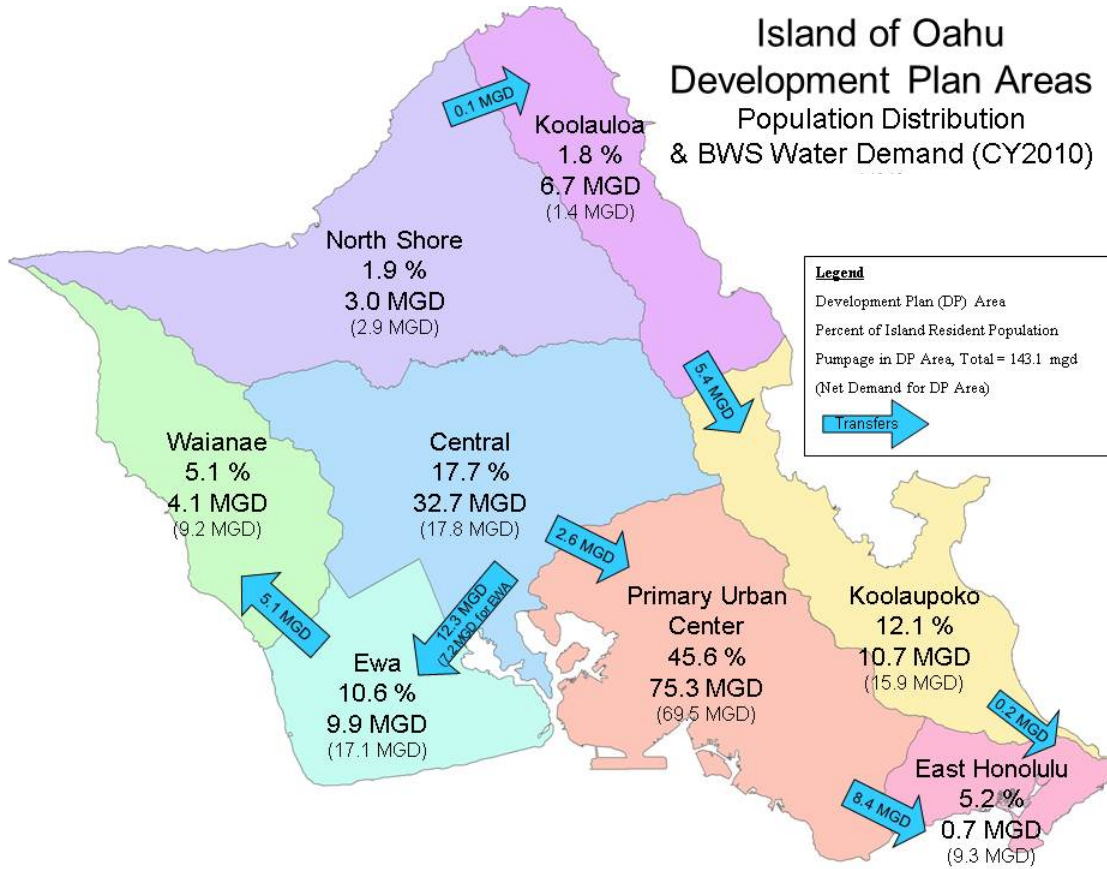 Island of Oahu
Development Plan Areas
Population Distribution
& BWS Water Demand (CY2010)
0.1 MGD
Koolauloa
1.8 %
6.7 MGD
(1.4 MGD)
North Shore
1.9 %
3.0 MGD
(2.9 MGD)
Legend
Development Plan (DP) Area
Percent of Island Resident Population
Pumpage in DP Area, Total = 143.1 mgd
(Net Demand for DP Area)
Transfers
5.4 MGD
Waianae
5.1 %
4.1 MGD
(9.2 MGD)
Central
17.7 %
32.7 MGD
(17.8 MGD)
2.6 MGD
5.1 MGD
12.3 MGD
(7.2 MGD for EWA)
Ewa
10.6 %
9.9 MGD
(17.1 MGD)
Primary Urban
Center
45.6 %
75.3 MGD
(69.5 MGD)
Koolaupoko
12.1 %
10.7 MGD
(15.9 MGD)
0.2 MGD
8.4 MGD
East Honolulu
5.2 %
0.7 MGD
(9.3 MGD)